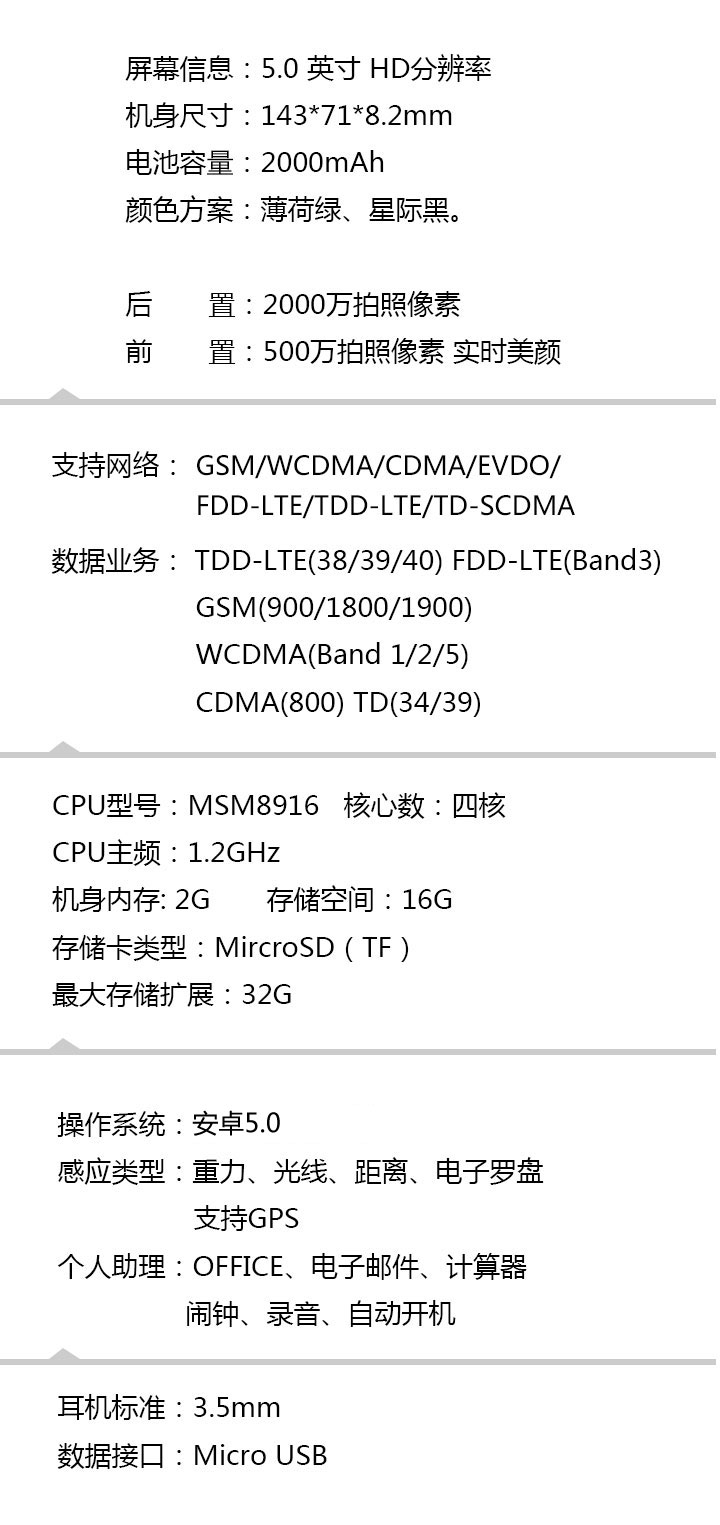 屏幕信息：5.0 英寸 HD分辨率
机身尺寸：143*71*8.2mm
电池容量：2000mAh
颜色方案：薄荷绿、星际黑。
后 置：2000万拍照像素
前 置：500万拍照像素 实时美颜
支持网络： GSM/WCDMA/CDMA/EVDO/
FDD-LTE/TDD-LTE/TD-SCDMA
数据业务： TDD-LTE(38/39/40) FDD-LTE(Band3)
GSM(900/1800/1900)
WCDMA(Band 1/2/5)
CDMA(800) TD(34/39)
CPU型号：MSM8916 核心数：四核
CPU主频：1.2GHz
机身内存: 2G 存储空间：16G
存储卡类型：MircroSD（TF）
最大存储扩展：32G
操作系统：安卓5.0
感应类型：重力、光线、距离、电子罗盘
支持GPS
个人助理：OFFICE、电子邮件、计算器
闹钟、录音、自动开机
耳机标准：3.5mm
数据接口：Micro USB